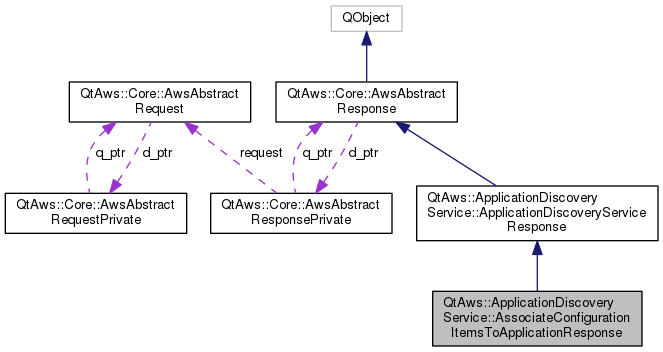 QObject
QtAws::Core::AwsAbstract
Request
QtAws::Core::AwsAbstract
Response
q_ptr
d_ptr
request
q_ptr
d_ptr
QtAws::Core::AwsAbstract
RequestPrivate
QtAws::Core::AwsAbstract
ResponsePrivate
QtAws::ApplicationDiscovery
Service::ApplicationDiscoveryService
Response
QtAws::ApplicationDiscovery
Service::AssociateConfiguration
ItemsToApplicationResponse